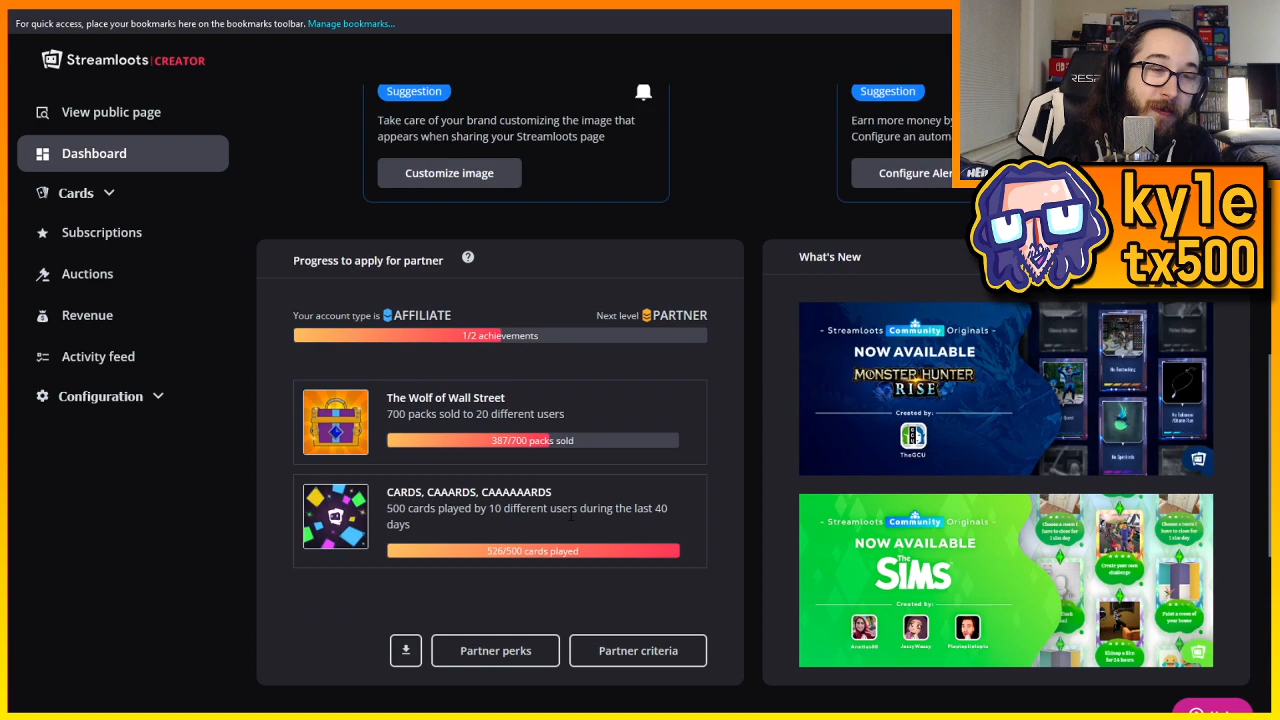 For quick access, place your bookmarks here on the bookmarks toolbar. Manage bookmarks...
Streamloots | CREATOR
View public page
Dashboard
Cards
Subscriptions
Auctions
Revenue
Activity feed
Configuration
Suggestion
Take care of your brand customizing the image that
appears when sharing your Streamloots page
Customize image
Suggestion
Earn more money by
Configure an autom
Configure Aler
kyle
tx500
Progress to apply for partner
Your account type is AFFILIATE
Next level PARTNER
1/2 achievements
The Wolf of Wall Street
700 packs sold to 20 different users
387/700 packs sold
CARDS, CAAARDS, CAAAAAARDS
500 cards played by 10 different users during the last 40
days
526/500 cards played
Partner perks
Partner criteria
What's New
- Streamloots Community Originals -
NOW AVAILABLE
MONSTER HUNTER
RISE
Created by:
TheGCU
- Streamloots Community Originals -
NOW AVAILABLE
The
SIMS
Created by: